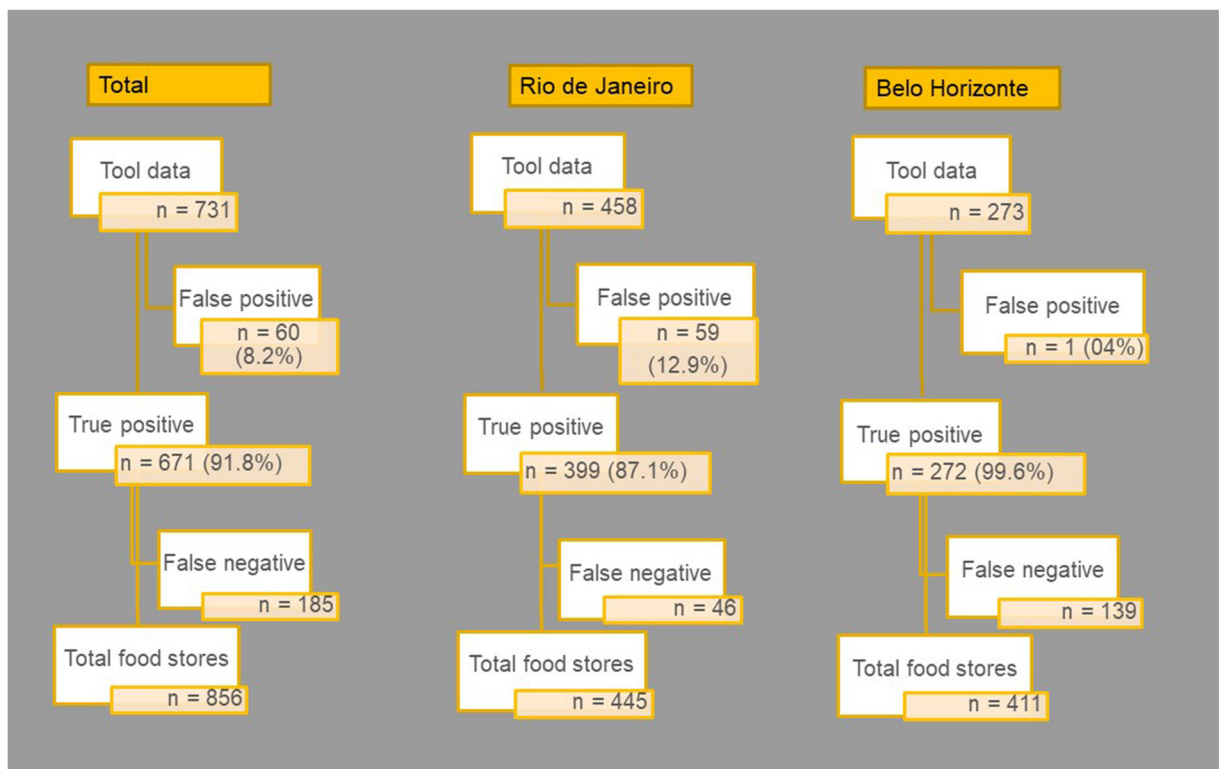 Total
Tool data
n = 731
False positive
n = 60
(8.2%)
True positive
n = 671 (91.8%)
False negative
n = 185
Total food stores
n = 856
Rio de Janeiro
Tool data
n = 458
False positive
n = 59
(12.9%)
True positive
n = 399 (87.1%)
False negative
n = 46
Total food stores
n = 445
Belo Horizonte
Tool data
n = 273
False positive
n = 1 (04%)
True positive
n = 272 (99.6%)
False negative
n = 139
Total food stores
n = 411